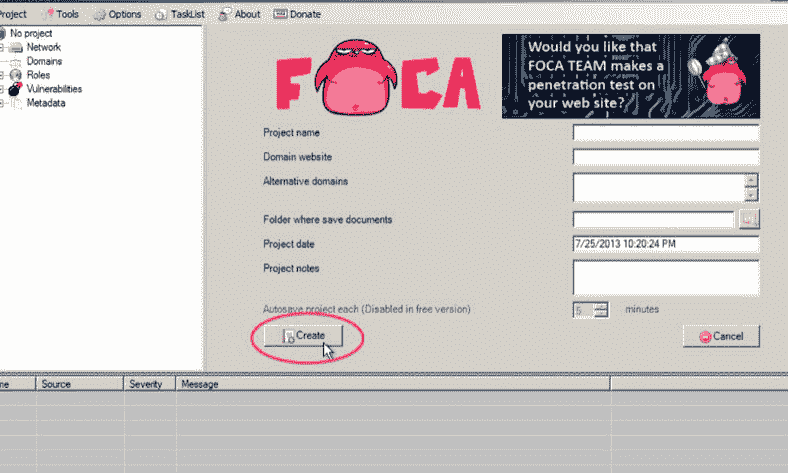 Project Tools Options TaskList About Donate
No project
Network
Domains
Roles
Vulnerabilities
Metadata
FOCA
Would you like that
FOCA TEAM makes a
penetration test on
your web site?
Project name
Domain website
Alternative domains
Folder where save documents
Project date 7/25/2013 10:20:24 PM
Project notes
Autosave project each (Disabled in free version) 5 minutes
Create Cancel
me Source Severity Message